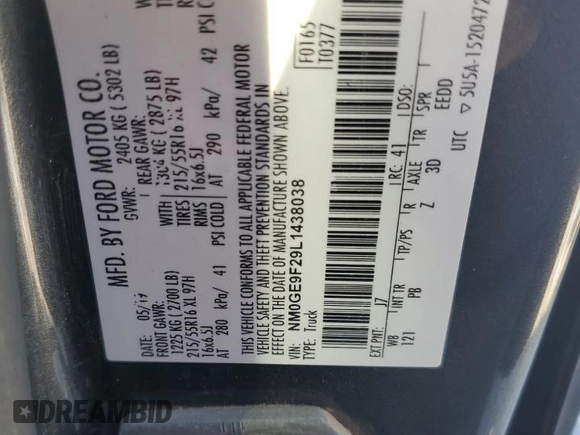 MFD. BY FORD MOTOR CO.
DATE: 05/19 GVWR: 2405 KG ( 5302 LB)
FRONT GAWR: REAR GAWR:
1225 KG ( 2700 LB) KG ( 2875 LB)
215/55R16 XL 97H TIRES 215/55R16 97H
16x6.5J RIMS 16x6.5J
AT 280 kPa/ 41 PSI COLD AT 290 kPa/ 42 PSI
THIS VEHICLE CONFORMS TO ALL APPLICABLE FEDERAL MOTOR
VEHICLE SAFETY AND THEFT PREVENTION STANDARDS IN
EFFECT ON THE DATE OF MANUFACTURE SHOWN ABOVE.
VIN: NM0GE9F29L1438038
TYPE: Truck
F0165
T0377
EXT PNT: J7 RC: 41 DSO:
WB INT TR TP/PS R AXLE TR SPR
121 PB Z 3D EEDD
UTC ▽ 5U5A-1520472
DREAMBID